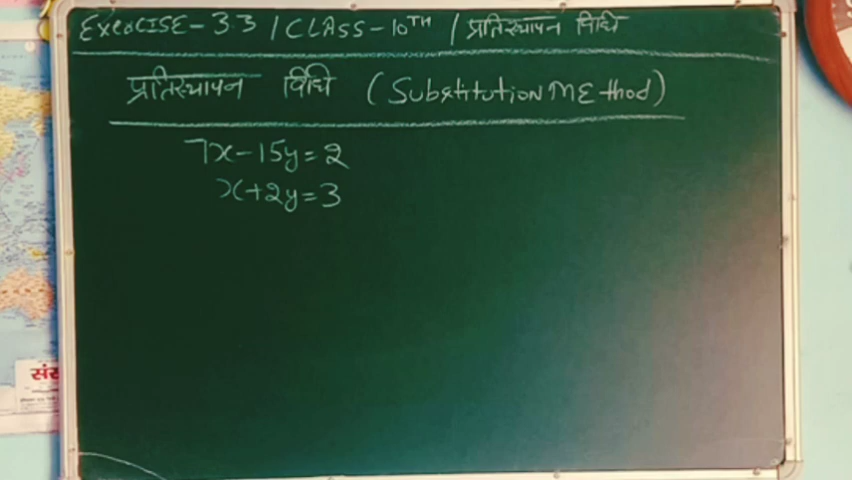 EXERCISE-3.3 / CLASS-10TH / प्रतिस्थापन विधि
प्रतिस्थापन विधि (Substitution MEthod)
7x-15y=2
x+2y=3
संस